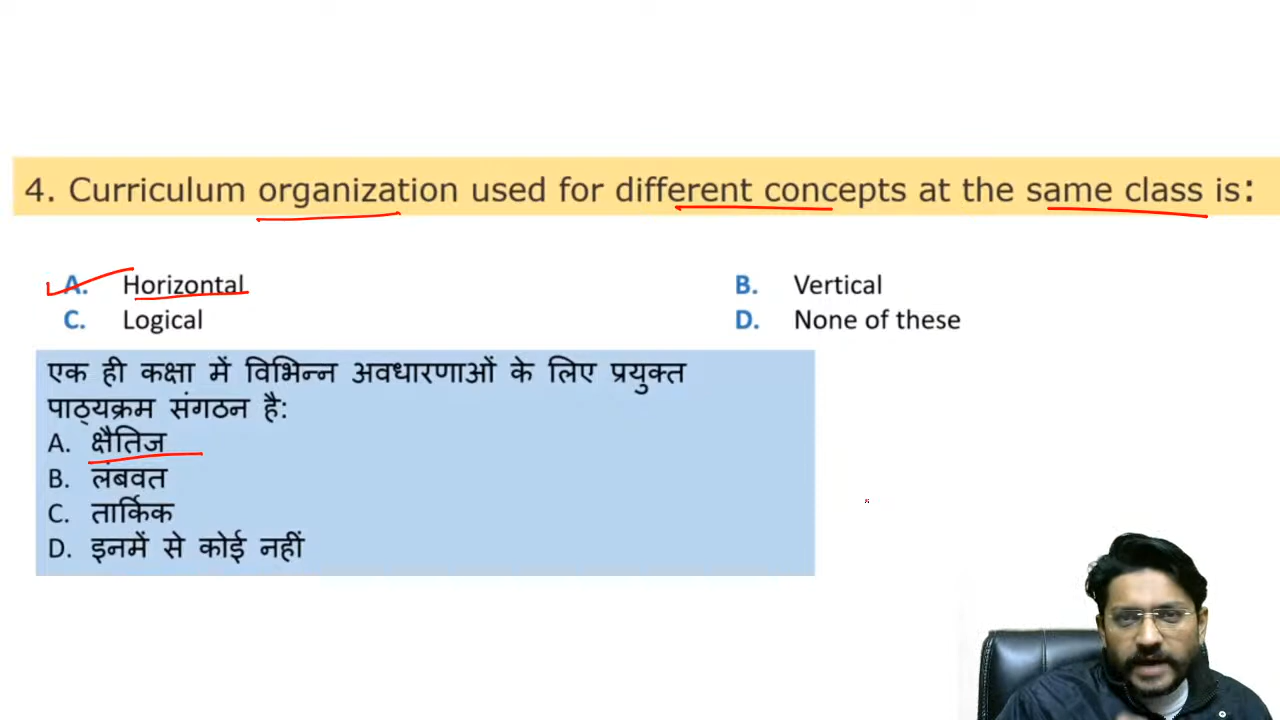 4. Curriculum organization used for different concepts at the same class is:
A. Horizontal
B. Vertical
C. Logical
D. None of these
एक ही कक्षा में विभिन्न अवधारणाओं के लिए प्रयुक्त
पाठ्यक्रम संगठन है:
A. क्षैतिज
B. लंबवत
C. तार्किक
D. इनमें से कोई नहीं